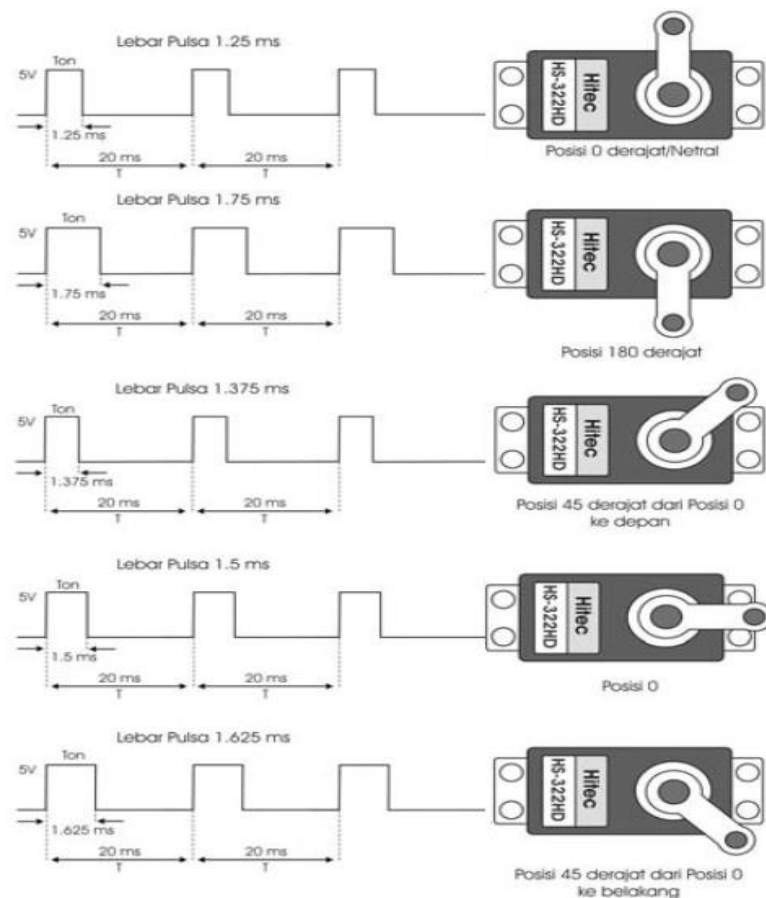 Lebar Pulsa 1.25 ms
Ton
5V
1.25 ms
20 ms
20 ms
T
T
HS-322HD
Hitec
Posisi 0 derajat/Netral
Lebar Pulsa 1.75 ms
Ton
5V
1.75 ms
20 ms
20 ms
T
T
HS-322HD
Hitec
Posisi 180 derajat
Lebar Pulsa 1.375 ms
Ton
5V
1.375 ms
20 ms
20 ms
T
T
HS-322HD
Hitec
Posisi 45 derajat dari Posisi 0
ke depan
Lebar Pulsa 1.5 ms
Ton
5V
1.5 ms
20 ms
20 ms
T
T
HS-322HD
Hitec
Posisi 0
Lebar Pulsa 1.625 ms
Ton
5V
1.625 ms
20 ms
20 ms
T
T
HS-322HD
Hitec
Posisi 45 derajat dari Posisi 0
ke belakang